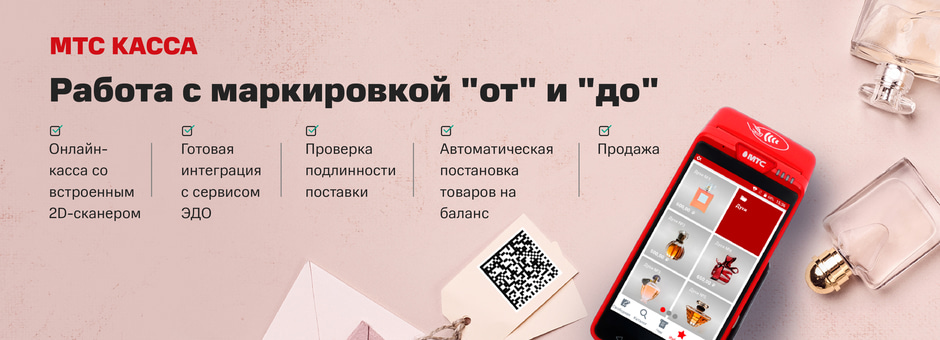 МТС КАССА
Работа с маркировкой "от" и "до"
Онлайн-
касса со
встроенным
2D-сканером
Готовая
интеграция
с сервисом
ЭДО
Проверка
подлинности
поставки
Автоматическая
постановка
товаров на
баланс
Продажа
МТС
Духи